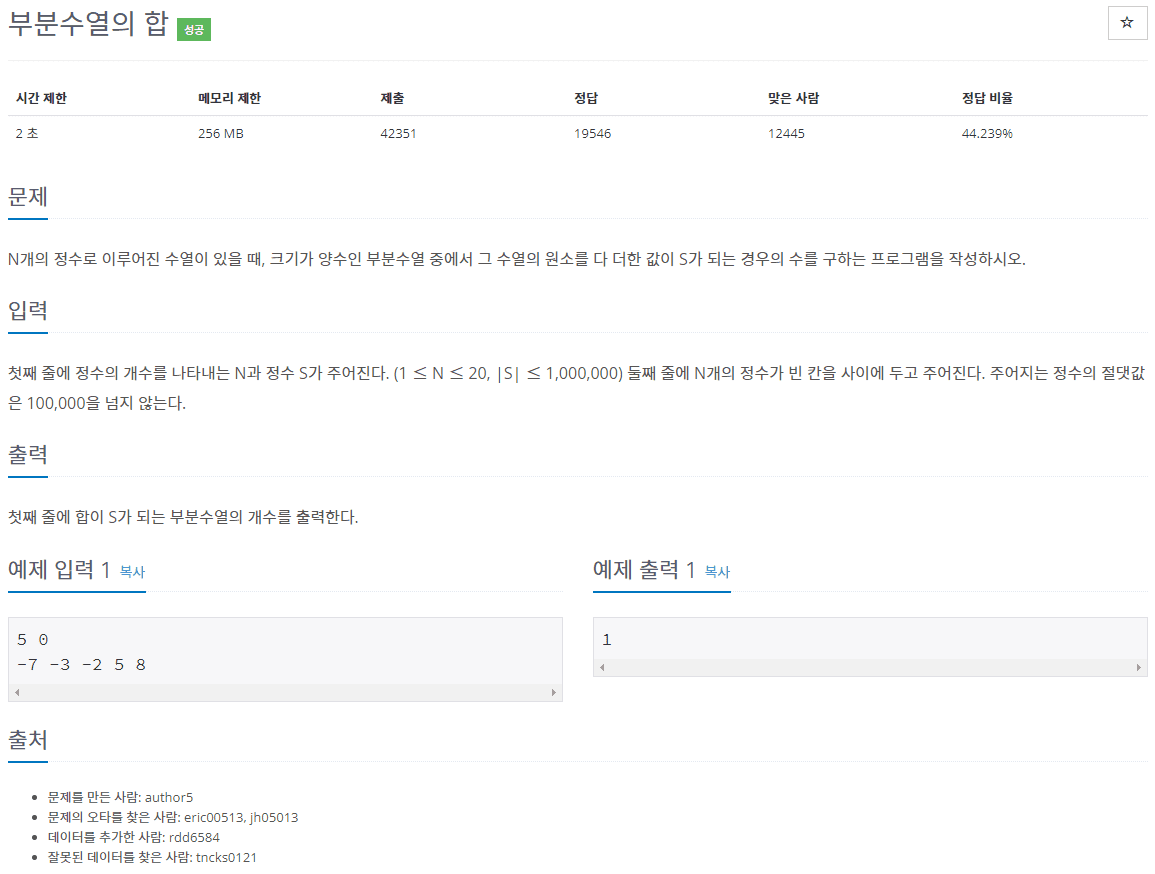 부분수열의 합 성공
☆
시간 제한 메모리 제한 제출 정답 맞은 사람 정답 비율
2 초 256 MB 42351 19546 12445 44.239%
문제
N개의 정수로 이루어진 수열이 있을 때, 크기가 양수인 부분수열 중에서 그 수열의 원소를 다 더한 값이 S가 되는 경우의 수를 구하는 프로그램을 작성하시오.
입력
첫째 줄에 정수의 개수를 나타내는 N과 정수 S가 주어진다. (1 ≤ N ≤ 20, |S| ≤ 1,000,000) 둘째 줄에 N개의 정수가 빈 칸을 사이에 두고 주어진다. 주어지는 정수의 절댓값
은 100,000을 넘지 않는다.
출력
첫째 줄에 합이 S가 되는 부분수열의 개수를 출력한다.
예제 입력 1 복사
5 0
-7 -3 -2 5 8
예제 출력 1 복사
1
출처
• 문제를 만든 사람: author5
• 문제의 오타를 찾은 사람: eric00513, jh05013
• 데이터를 추가한 사람: rdd6584
• 잘못된 데이터를 찾은 사람: tncks0121